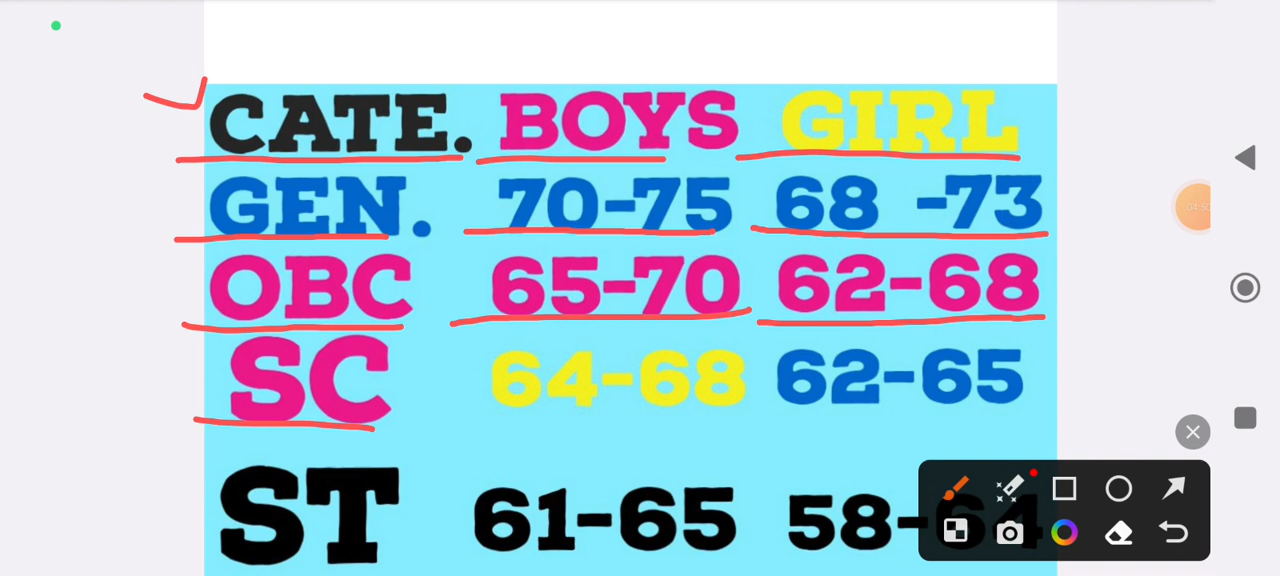 CATE. BOYS GIRL
GEN. 70-75 68 -73
OBC 65-70 62-68
SC 64-68 62-65
ST 61-65 58-64